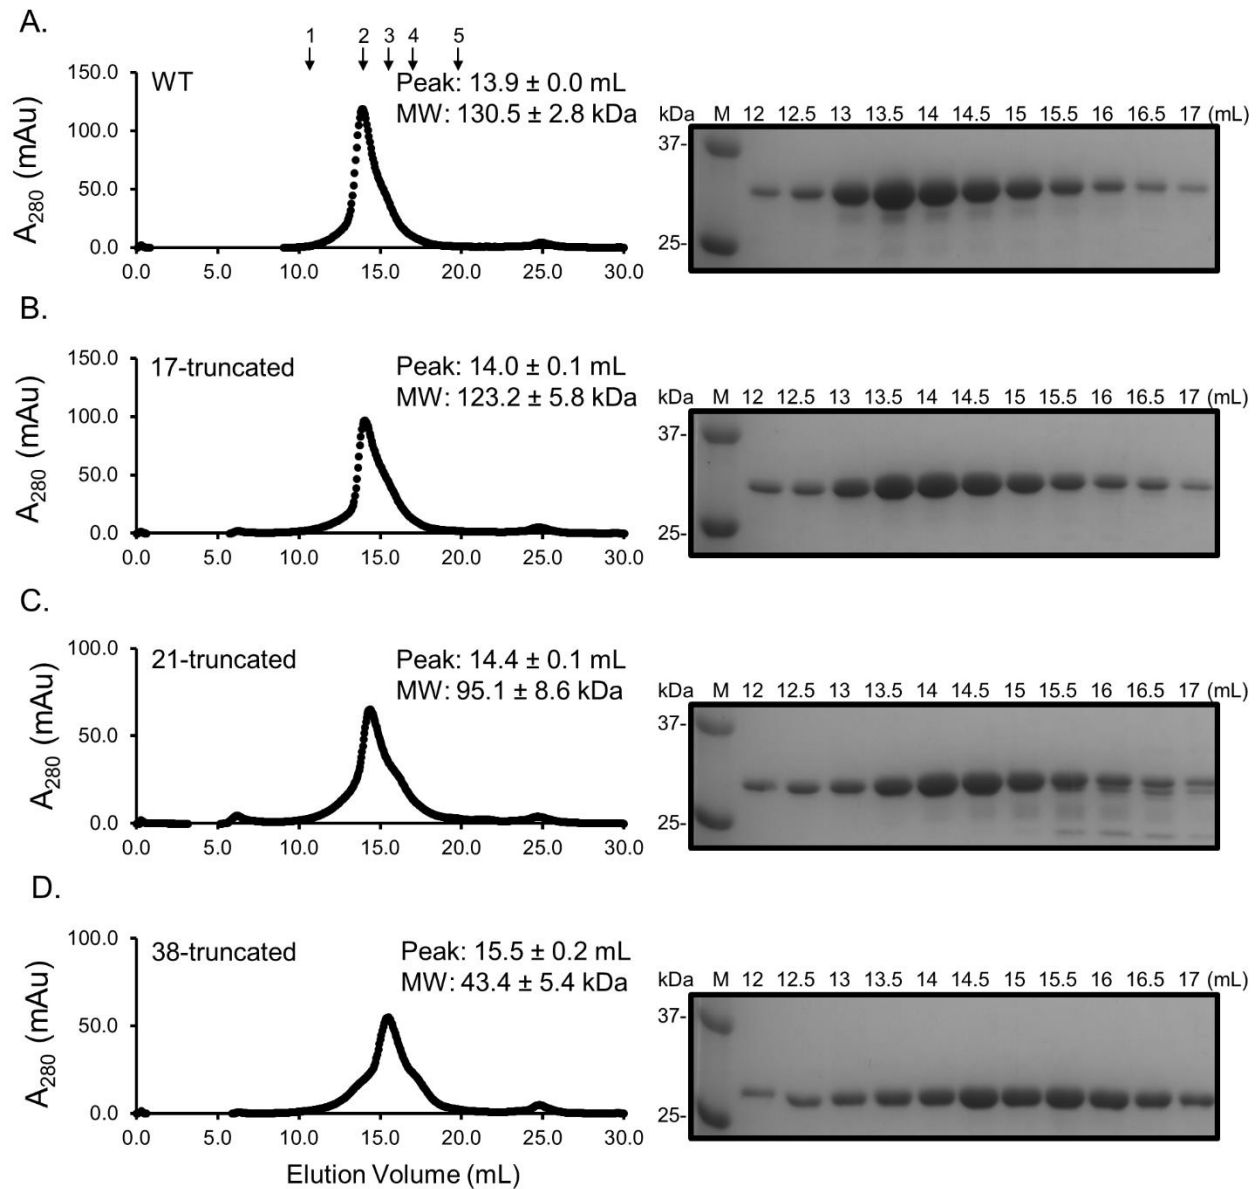 A.
1 2 3 4 5
WT
Peak: 13.9 ± 0.0 mL
MW: 130.5 ± 2.8 kDa
A280 (mAu)
150.0
100.0
50.0
0.0
0.0 5.0 10.0 15.0 20.0 25.0 30.0
kDa M 12 12.5 13 13.5 14 14.5 15 15.5 16 16.5 17 (mL)
37-
25-
B.
17-truncated
Peak: 14.0 ± 0.1 mL
MW: 123.2 ± 5.8 kDa
A280 (mAu)
150.0
100.0
50.0
0.0
0.0 5.0 10.0 15.0 20.0 25.0 30.0
kDa M 12 12.5 13 13.5 14 14.5 15 15.5 16 16.5 17 (mL)
37-
25-
C.
21-truncated
Peak: 14.4 ± 0.1 mL
MW: 95.1 ± 8.6 kDa
A280 (mAu)
100.0
50.0
0.0
0.0 5.0 10.0 15.0 20.0 25.0 30.0
kDa M 12 12.5 13 13.5 14 14.5 15 15.5 16 16.5 17 (mL)
37-
25-
D.
38-truncated
Peak: 15.5 ± 0.2 mL
MW: 43.4 ± 5.4 kDa
A280 (mAu)
100.0
50.0
0.0
0.0 5.0 10.0 15.0 20.0 25.0 30.0
Elution Volume (mL)
kDa M 12 12.5 13 13.5 14 14.5 15 15.5 16 16.5 17 (mL)
37-
25-